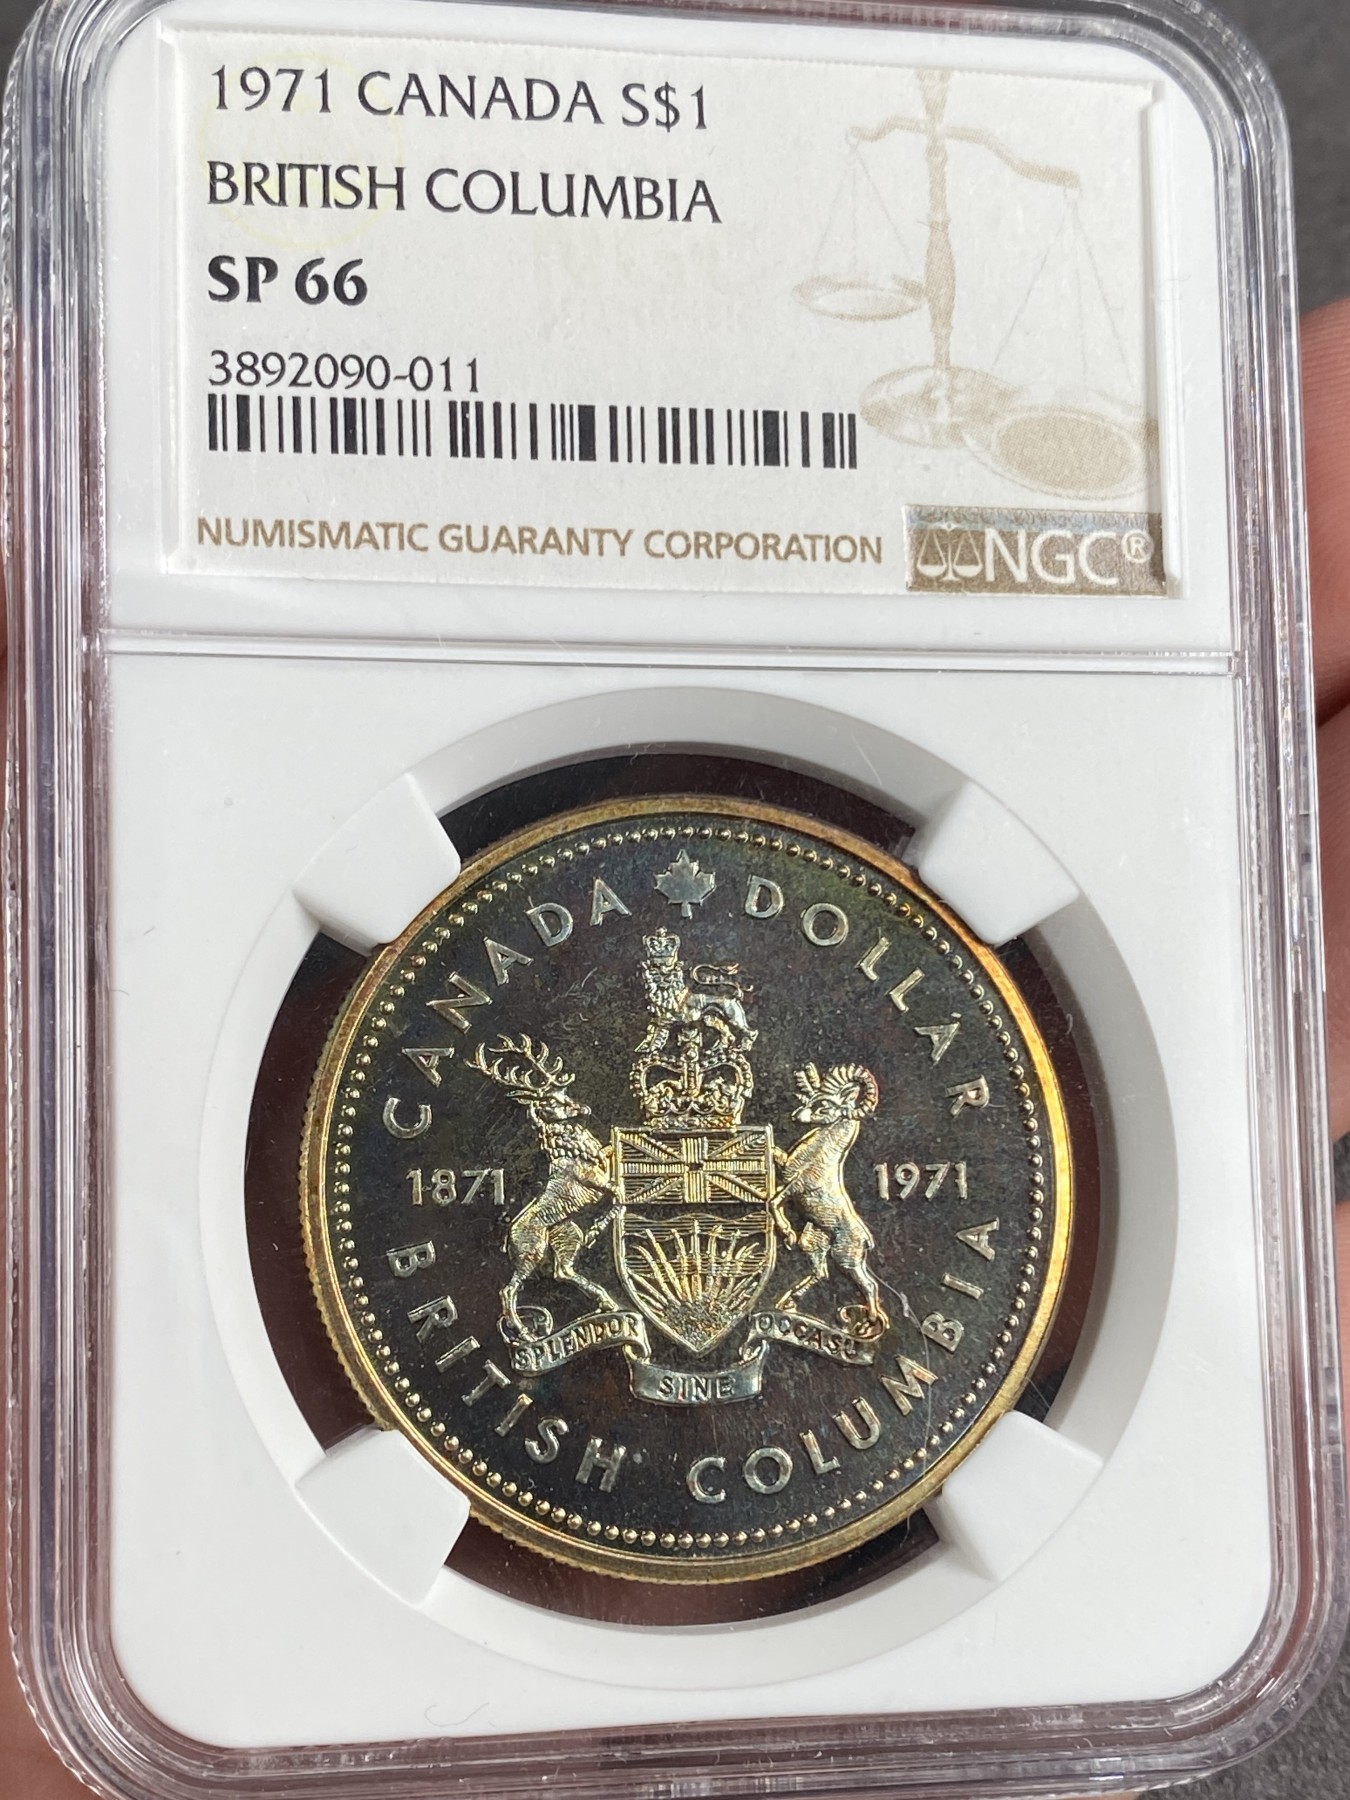 1971 CANADA S$1
BRITISH COLUMBIA
SP 66
3892090-011
NUMISMATIC GUARANTY CORPORATION
NGC®
CANADA DOLLAR
1871
1971
SPLENDOR SINE OCCASU
BRITISH COLUMBIA